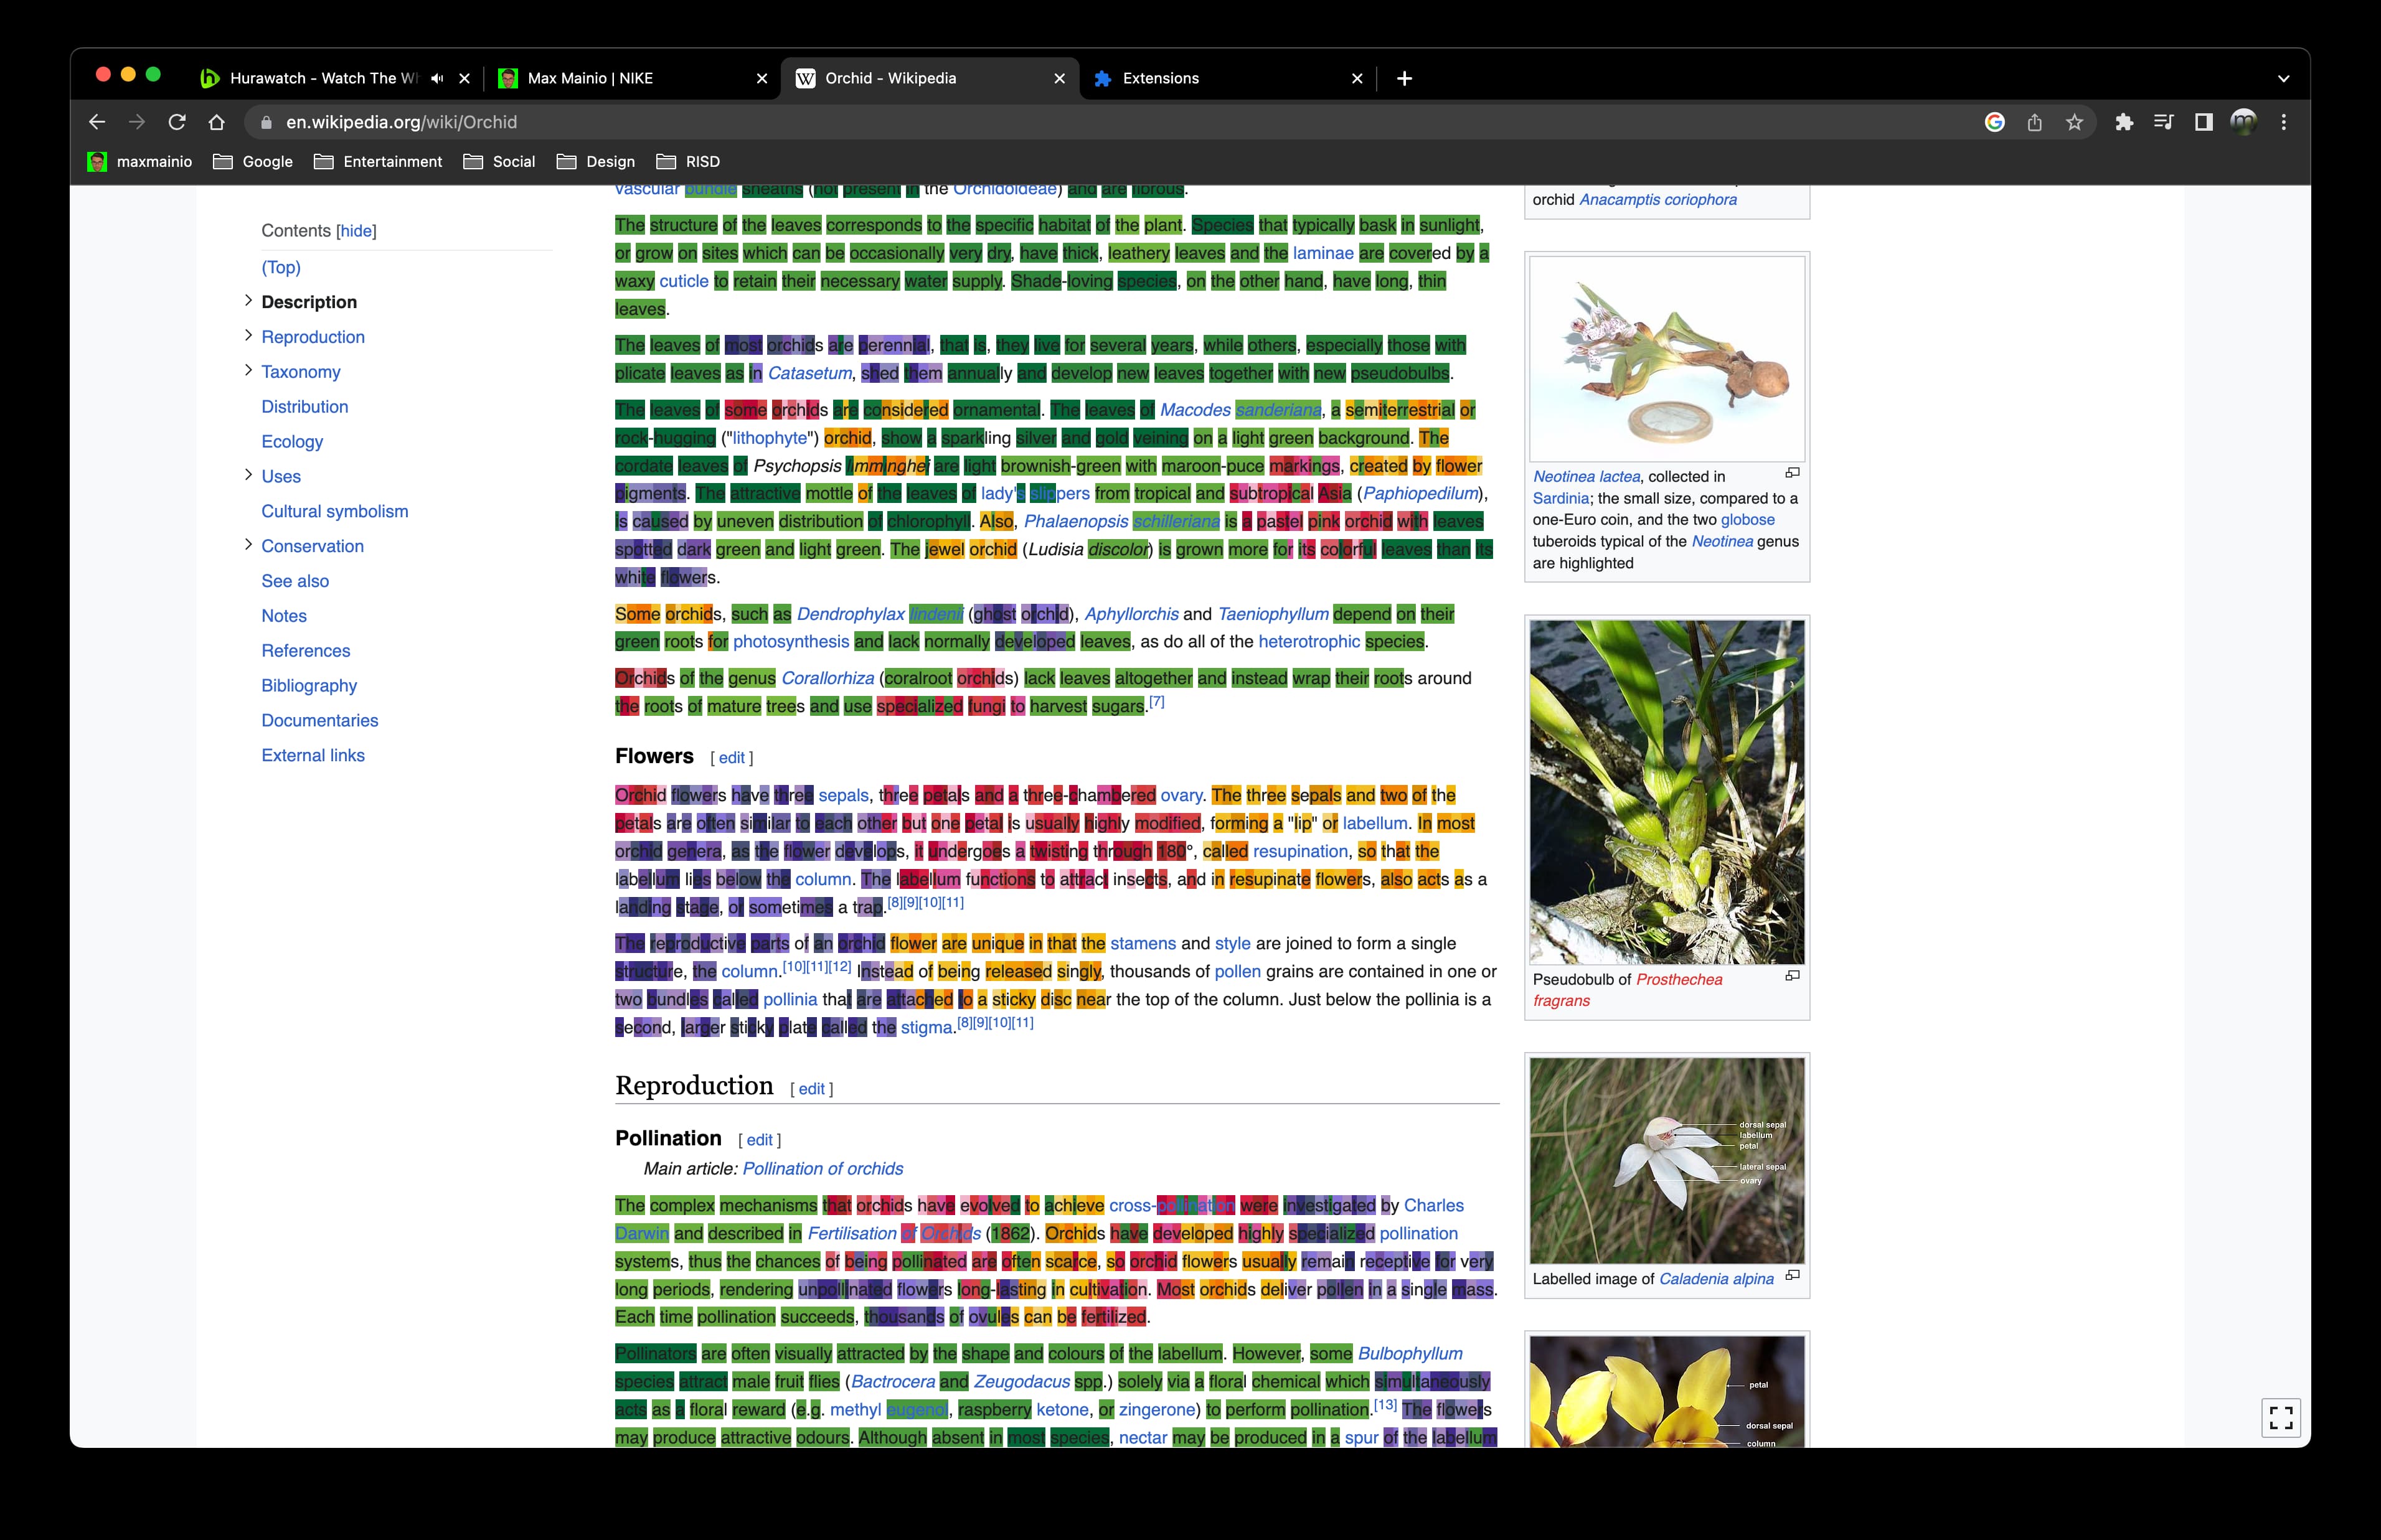 Hurawatch - Watch The Wh
Max Mainio | NIKE
Orchid - Wikipedia
Extensions
en.wikipedia.org/wiki/Orchid
maxmainio
Google
Entertainment
Social
Design
RISD
Contents [hide]
(Top)
Description
Reproduction
Taxonomy
Distribution
Ecology
Uses
Cultural symbolism
Conservation
See also
Notes
References
Bibliography
Documentaries
External links
vascular bundle sheaths (not present in the Orchidoideae) and are fibrous.
The structure of the leaves corresponds to the specific habitat of the plant. Species that typically bask in sunlight,
or grow on sites which can be occasionally very dry, have thick, leathery leaves and the laminae are covered by a
waxy cuticle to retain their necessary water supply. Shade-loving species, on the other hand, have long, thin
leaves.
The leaves of most orchids are perennial, that is, they live for several years, while others, especially those with
plicate leaves as in Catasetum, shed them annually and develop new leaves together with new pseudobulbs.
The leaves of some orchids are considered ornamental. The leaves of Macodes sanderiana, a semiterrestrial or
rock-hugging ("lithophyte") orchid, show a sparkling silver and gold veining on a light green background. The
cordate leaves of Psychopsis limminghei are light brownish-green with maroon-puce markings, created by flower
pigments. The attractive mottle of the leaves of lady's slippers from tropical and subtropical Asia (Paphiopedilum),
is caused by uneven distribution of chlorophyll. Also, Phalaenopsis schilleriana is a pastel pink orchid with leaves
spotted dark green and light green. The jewel orchid (Ludisia discolor) is grown more for its colorful leaves than its
white flowers.
Some orchids, such as Dendrophylax lindenii (ghost orchid), Aphyllorchis and Taeniophyllum depend on their
green roots for photosynthesis and lack normally developed leaves, as do all of the heterotrophic species.
Orchids of the genus Corallorhiza (coralroot orchids) lack leaves altogether and instead wrap their roots around
the roots of mature trees and use specialized fungi to harvest sugars.[7]
Flowers [ edit ]
Orchid flowers have three sepals, three petals and a three-chambered ovary. The three sepals and two of the
petals are often similar to each other but one petal is usually highly modified, forming a "lip" or labellum. In most
orchid genera, as the flower develops, it undergoes a twisting through 180°, called resupination, so that the
labellum lies below the column. The labellum functions to attract insects, and in resupinate flowers, also acts as a
landing stage, or sometimes a trap.[8][9][10][11]
The reproductive parts of an orchid flower are unique in that the stamens and style are joined to form a single
structure, the column.[10][11][12] Instead of being released singly, thousands of pollen grains are contained in one or
two bundles called pollinia that are attached to a sticky disc near the top of the column. Just below the pollinia is a
second, larger sticky plate called the stigma.[8][9][10][11]
Reproduction [ edit ]
Pollination [ edit ]
Main article: Pollination of orchids
The complex mechanisms that orchids have evolved to achieve cross-pollination were investigated by Charles
Darwin and described in Fertilisation of Orchids (1862). Orchids have developed highly specialized pollination
systems, thus the chances of being pollinated are often scarce, so orchid flowers usually remain receptive for very
long periods, rendering unpollinated flowers long-lasting in cultivation. Most orchids deliver pollen in a single mass.
Each time pollination succeeds, thousands of ovules can be fertilized.
Pollinators are often visually attracted by the shape and colours of the labellum. However, some Bulbophyllum
species attract male fruit flies (Bactrocera and Zeugodacus spp.) solely via a floral chemical which simultaneously
acts as a floral reward (e.g. methyl eugenol, raspberry ketone, or zingerone) to perform pollination.[13] The flowers
may produce attractive odours. Although absent in most species, nectar may be produced in a spur of the labellum
orchid Anacamptis coriophora
Neotinea lactea, collected in
Sardinia; the small size, compared to a
one-Euro coin, and the two globose
tuberoids typical of the Neotinea genus
are highlighted
Pseudobulb of Prosthechea
fragrans
dorsal sepal
labellum
petal
lateral sepal
ovary
Labelled image of Caladenia alpina
petal
dorsal sepal
column